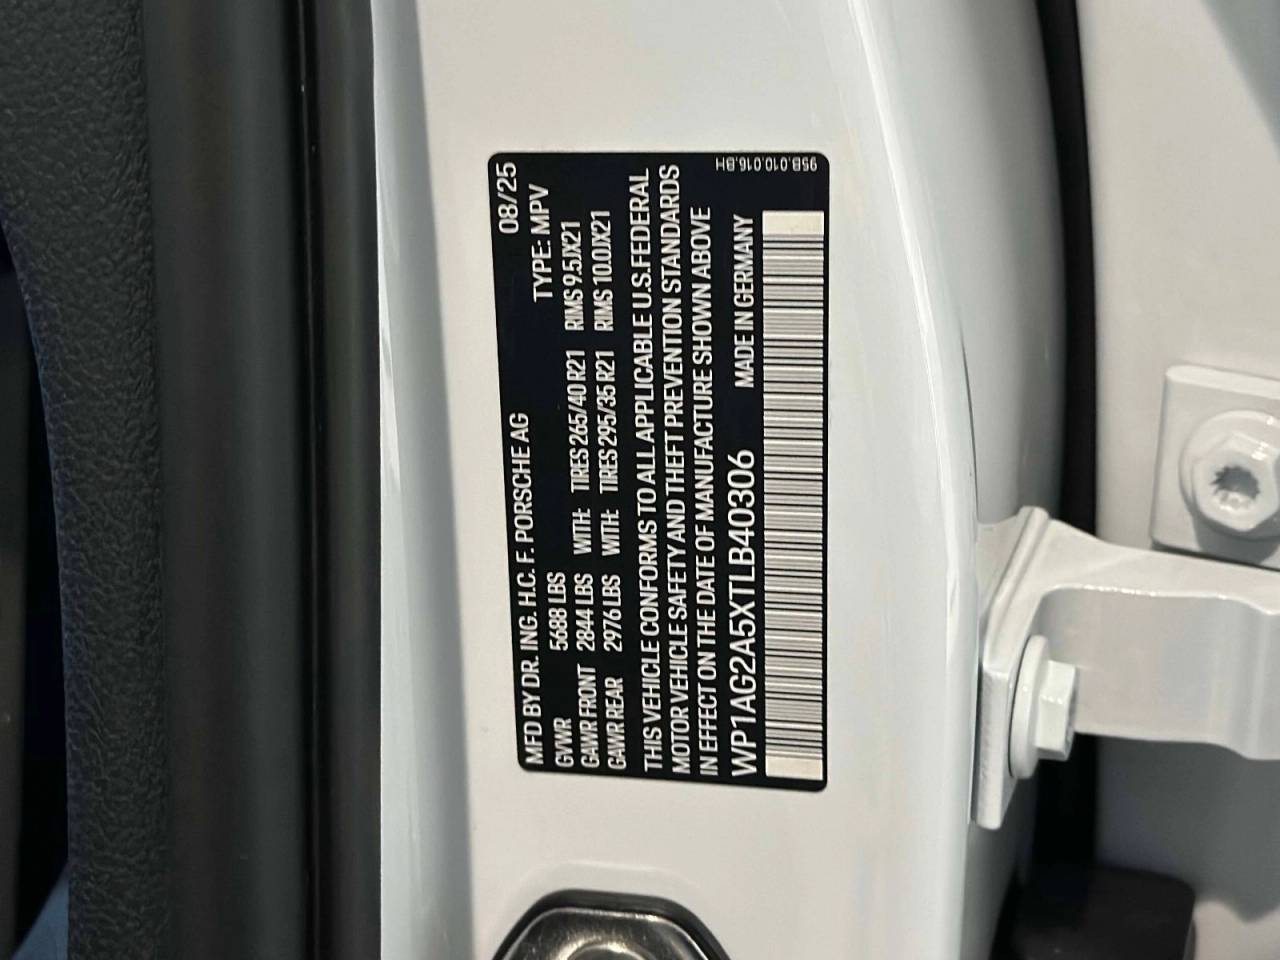 MFD BY DR. ING. H.C. F. PORSCHE AG 08/25
GVWR 5688 LBS TYPE: MPV
GAWR FRONT 2844 LBS WITH: TIRES 265/40 R21 RIMS 9.5JX21
GAWR REAR 2976 LBS WITH: TIRES 295/35 R21 RIMS 10.0JX21
THIS VEHICLE CONFORMS TO ALL APPLICABLE U.S.FEDERAL
MOTOR VEHICLE SAFETY AND THEFT PREVENTION STANDARDS
IN EFFECT ON THE DATE OF MANUFACTURE SHOWN ABOVE
WP1AG2A5XTLB40306 MADE IN GERMANY
95B.010.016.BH